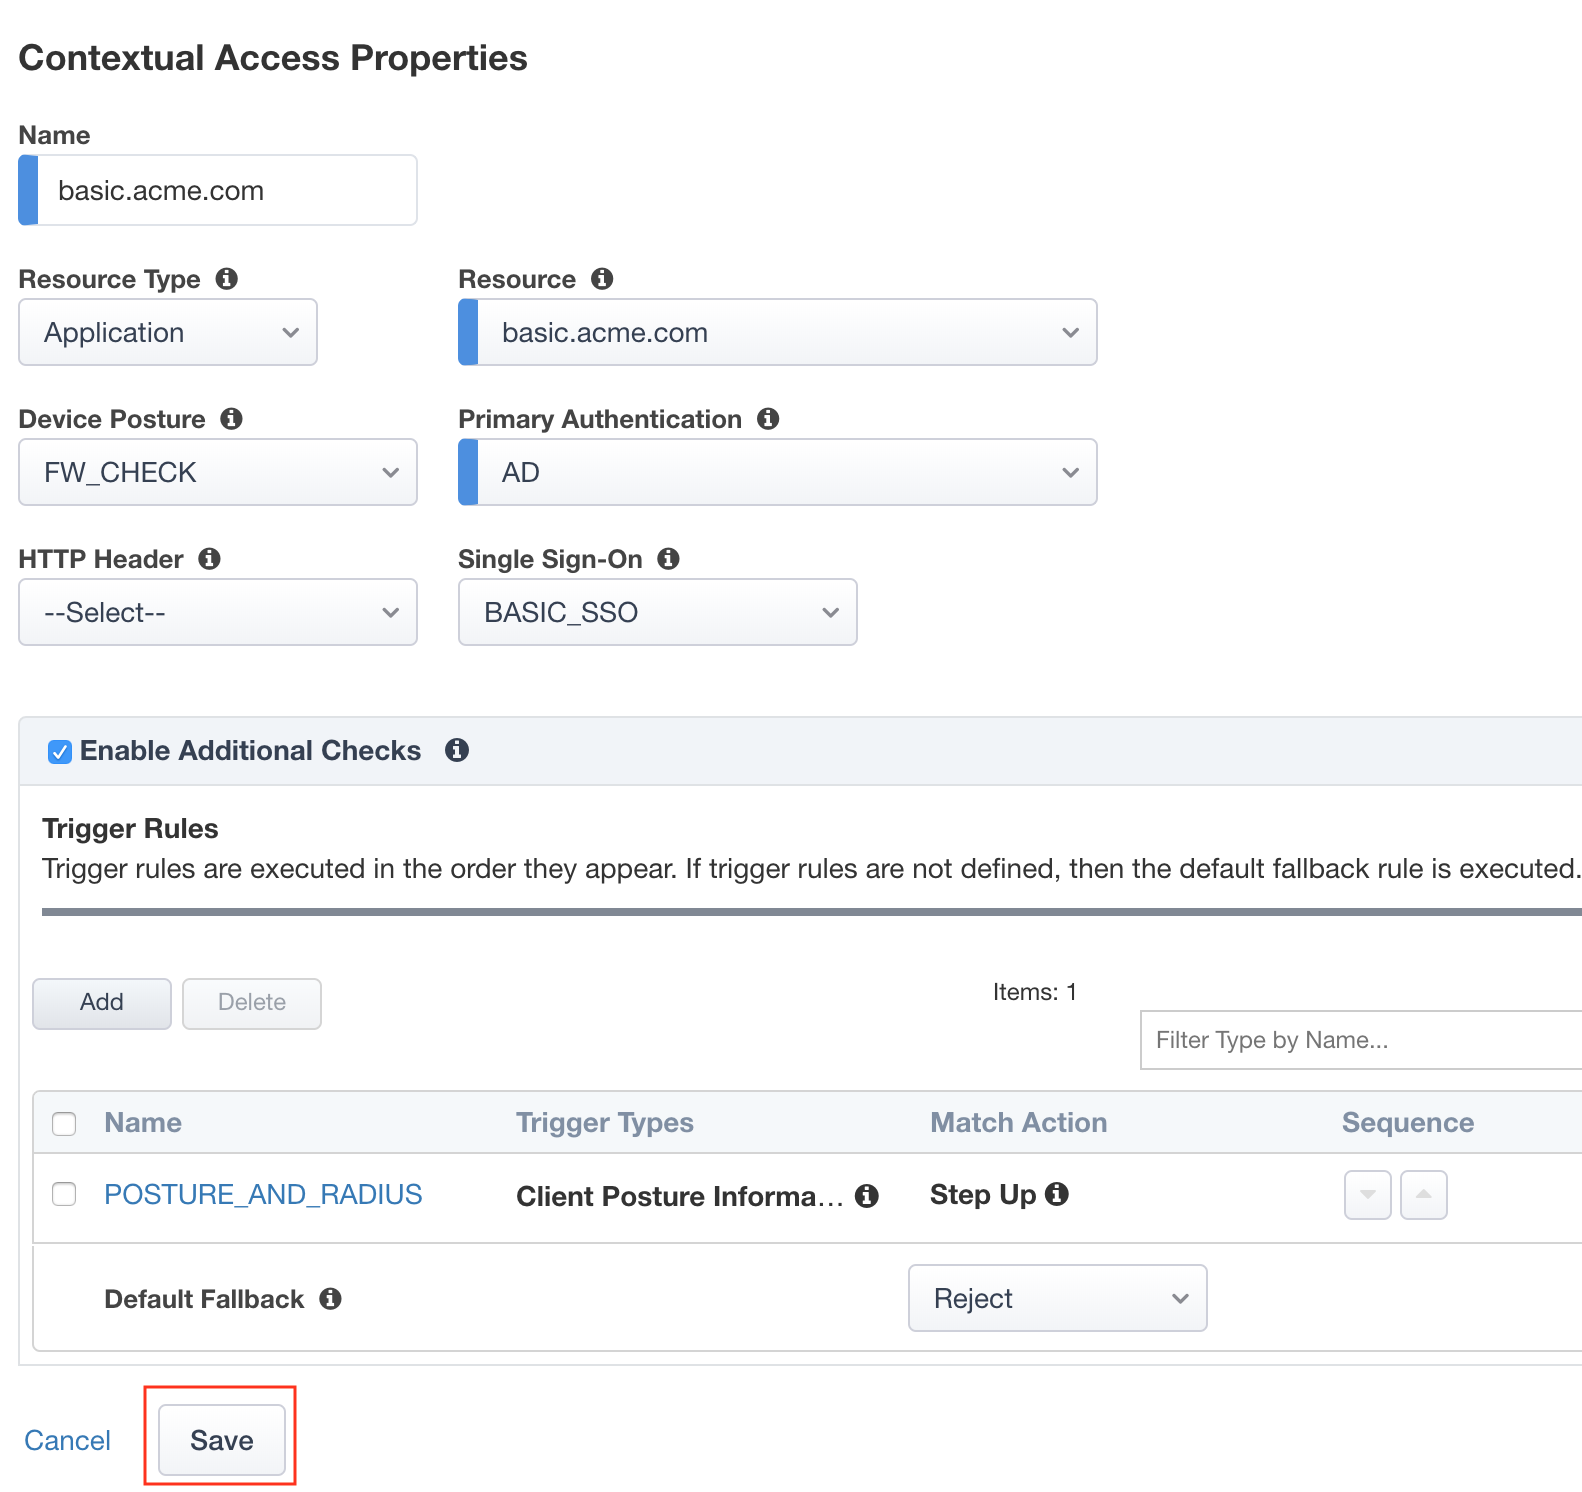 Contextual Access Properties
Name
basic.acme.com
Resource Type Resource
Application basic.acme.com
Device Posture Primary Authentication
FW_CHECK AD
HTTP Header Single Sign-On
--Select-- BASIC_SSO
Enable Additional Checks
Trigger Rules
Trigger rules are executed in the order they appear. If trigger rules are not defined, then the default fallback rule is executed.
Add Delete Items: 1
Filter Type by Name...
Name Trigger Types Match Action Sequence
POSTURE_AND_RADIUS Client Posture Informa... Step Up
Default Fallback Reject
Cancel Save